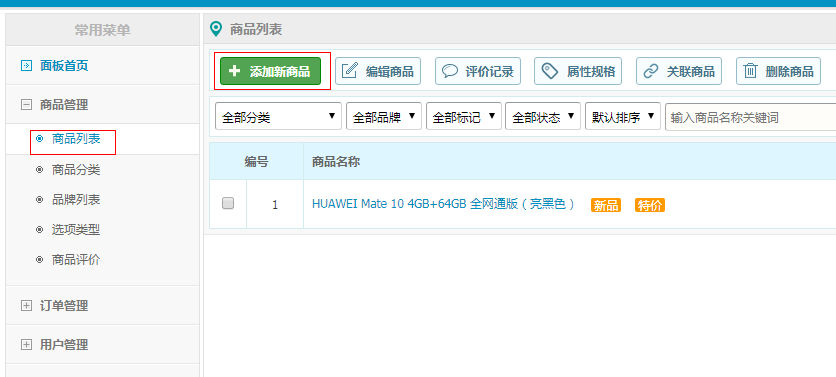 常用菜单
面板首页
商品管理
商品列表
商品分类
品牌列表
选项类型
商品评价
订单管理
用户管理
商品列表
添加新商品 编辑商品 评价记录 属性规格 关联商品 删除商品
全部分类 全部品牌 全部标记 全部状态 默认排序 输入商品名称关键词
编号 商品名称
1 HUAWEI Mate 10 4GB+64GB 全网通版（亮黑色） 新品 特价